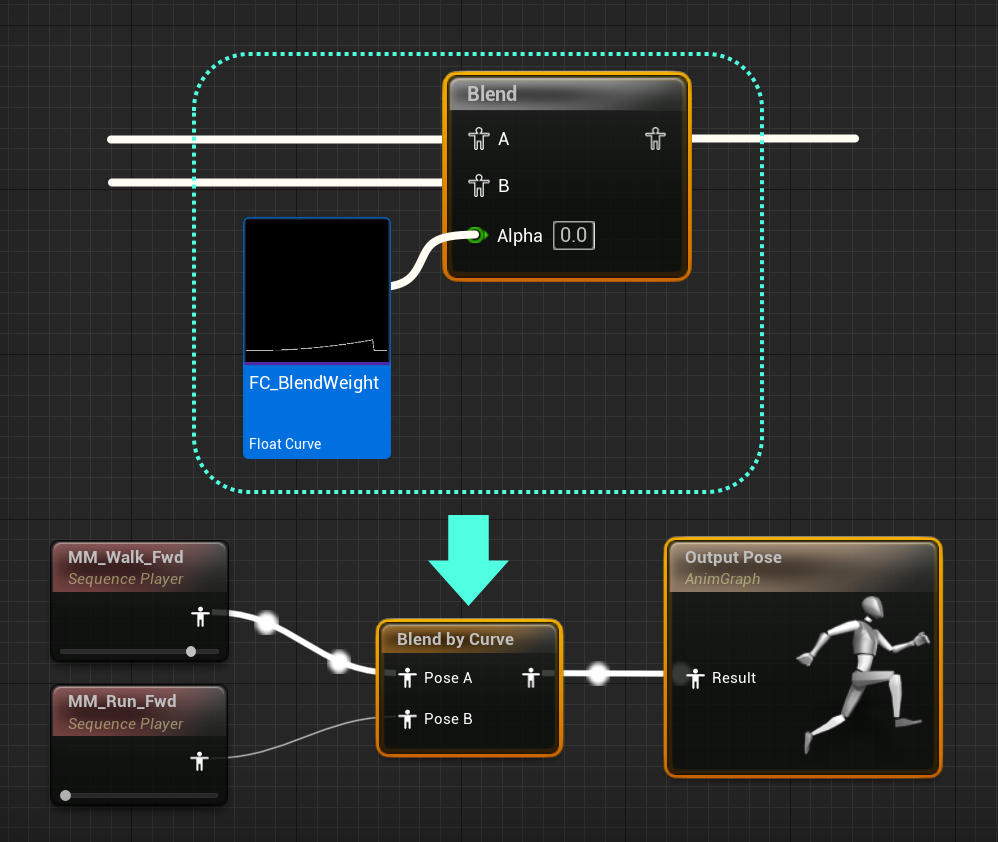 Blend
A
B
Alpha 0.0
FC_BlendWeight
Float Curve
MM_Walk_Fwd
Sequence Player
MM_Run_Fwd
Sequence Player
Blend by Curve
Pose A
Pose B
Output Pose
AnimGraph
Result